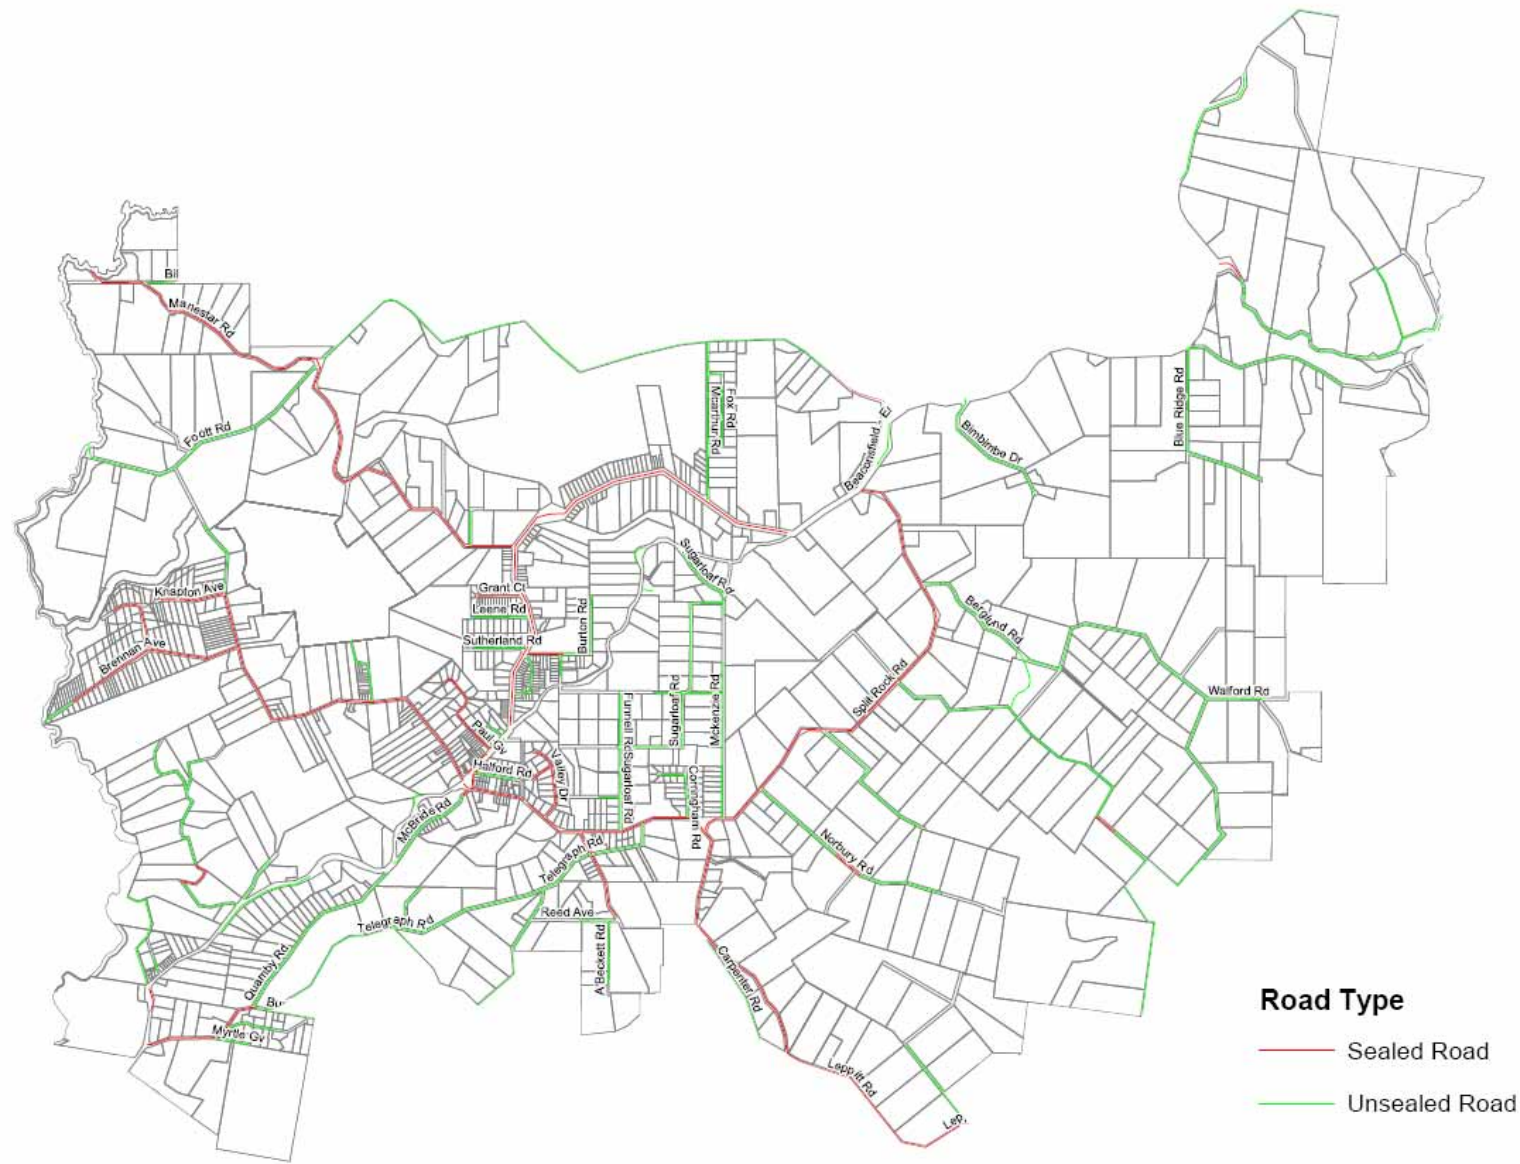 Bil
Manestar Rd
Foott Rd
Fox Rd
Mcarthur Rd
Beaconsfield - E
Bimbimbe Dr
Blue Ridge Rd
Sugarloaf Rd
Knapton Ave
Grant Ct
Leene Rd
Burton Rd
Berglund Rd
Brennan Ave
Sutherland Rd
Split Rock Rd
Walford Rd
Funnell Rd
Sugarloaf Rd
Mckenzie Rd
Paul Gv
Halford Rd
Valley Dr
Sugarloaf Rd
Corringham Rd
McBride Rd
Telegraph Rd
Norbury Rd
Telegraph Rd
Reed Ave
A'Beckett Rd
Quamby Rd
Carpenter Rd
Bur
Myrtle Gv
Leppitt Rd
Lep
Road Type
Sealed Road
Unsealed Road